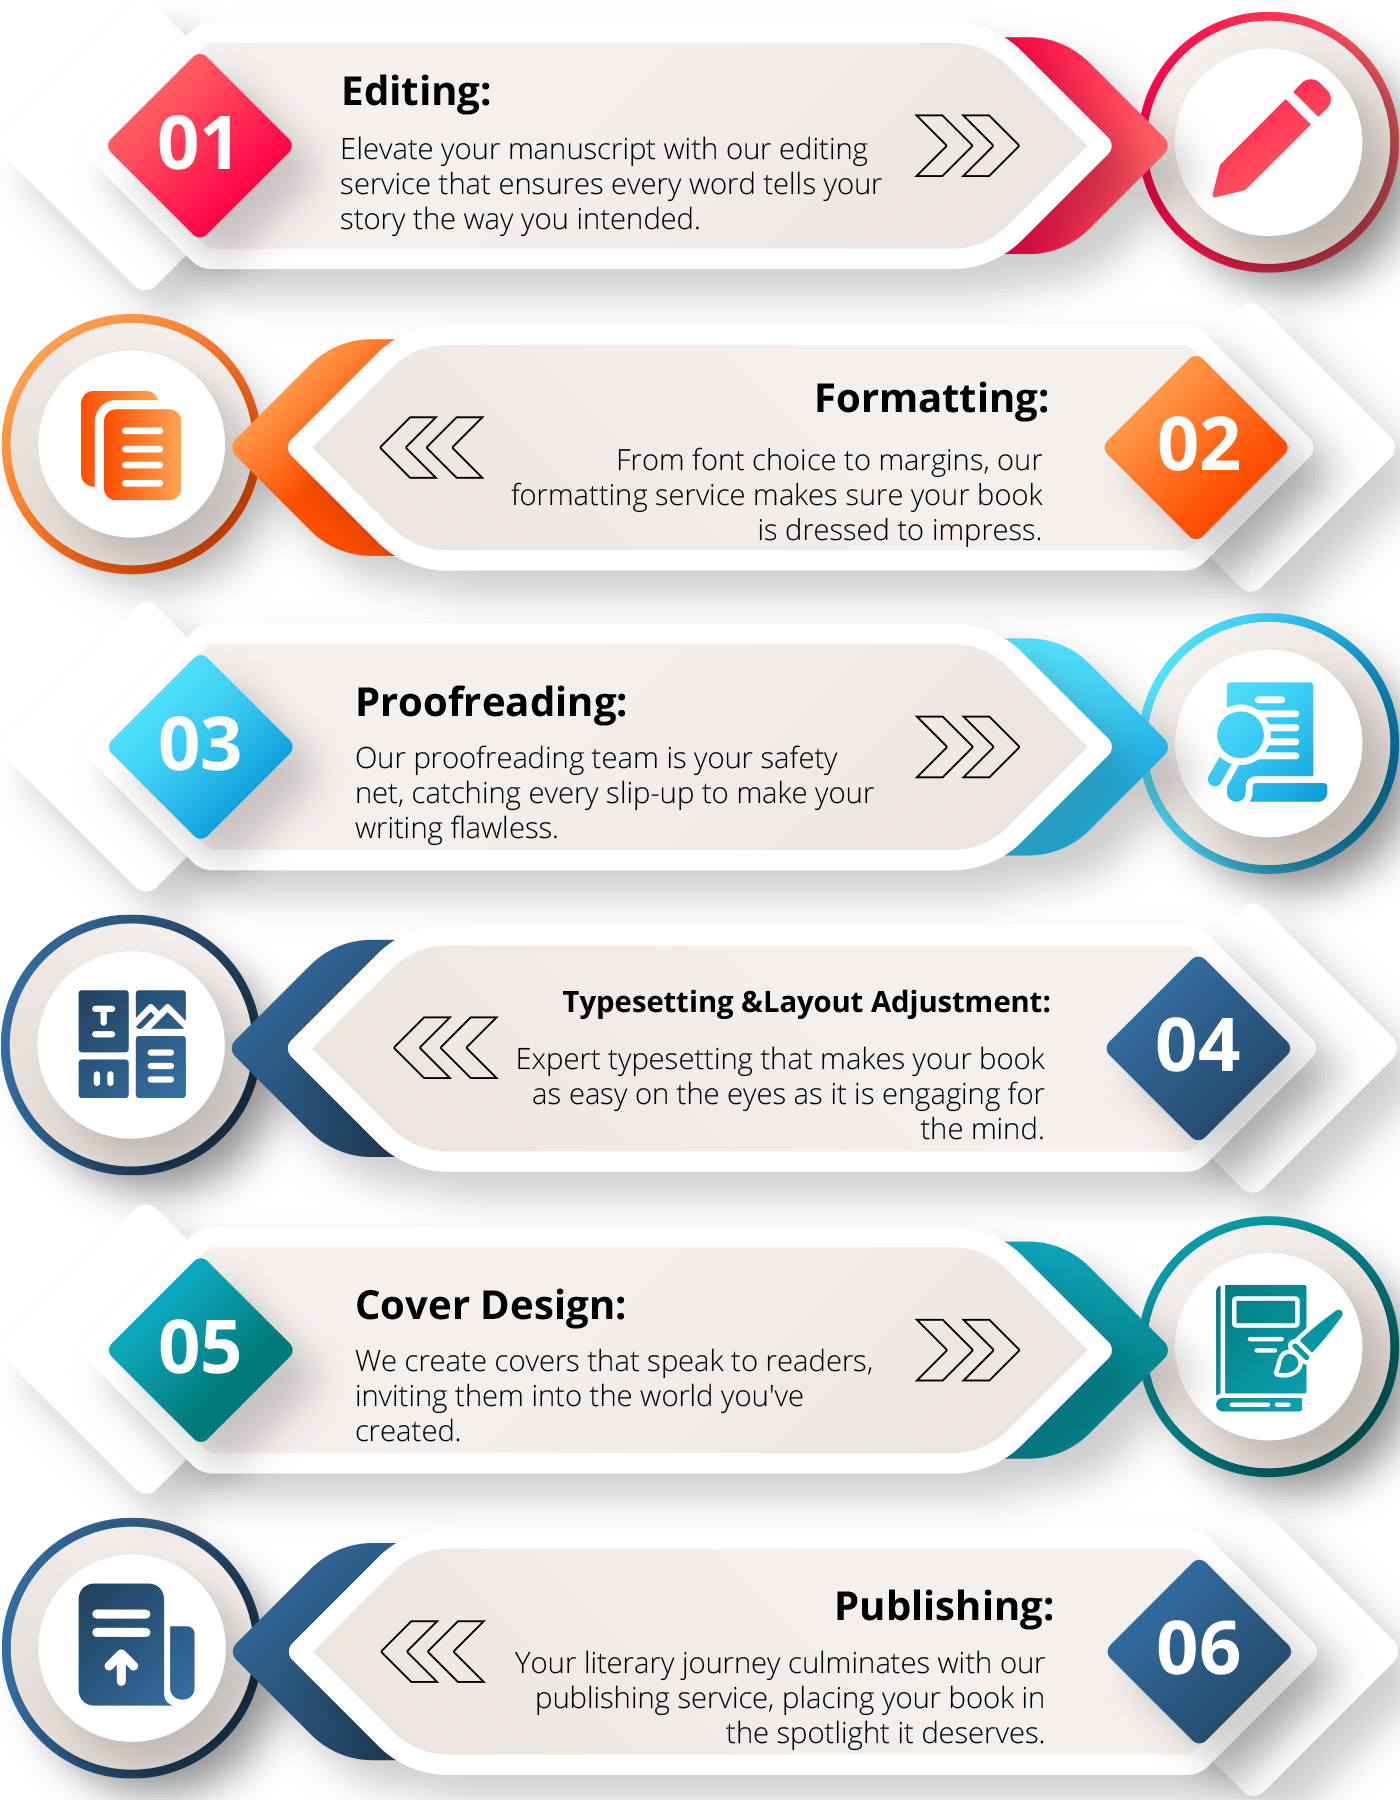 01
Editing:
Elevate your manuscript with our editing
service that ensures every word tells your
story the way you intended.
Formatting:
From font choice to margins, our
formatting service makes sure your book
is dressed to impress.
02
03
Proofreading:
Our proofreading team is your safety
net, catching every slip-up to make your
writing flawless.
Typesetting &Layout Adjustment:
Expert typesetting that makes your book
as easy on the eyes as it is engaging for
the mind.
04
05
Cover Design:
We create covers that speak to readers,
inviting them into the world you've
created.
Publishing:
Your literary journey culminates with our
publishing service, placing your book in
the spotlight it deserves.
06